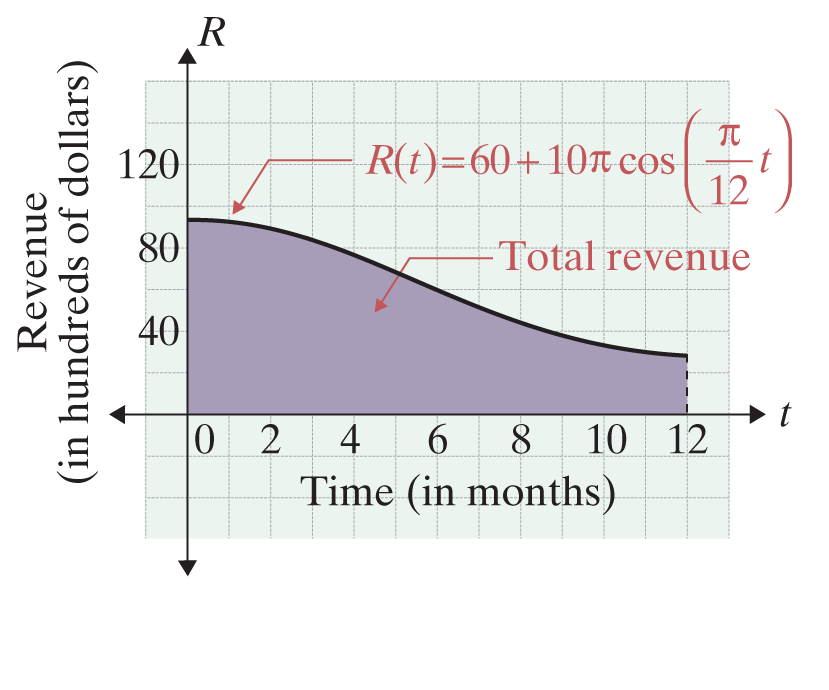 R
Revenue
(in hundreds of dollars)
120
80
40
R(t)=60+10π cos(π/12 t)
Total revenue
t
0 2 4 6 8 10 12
Time (in months)